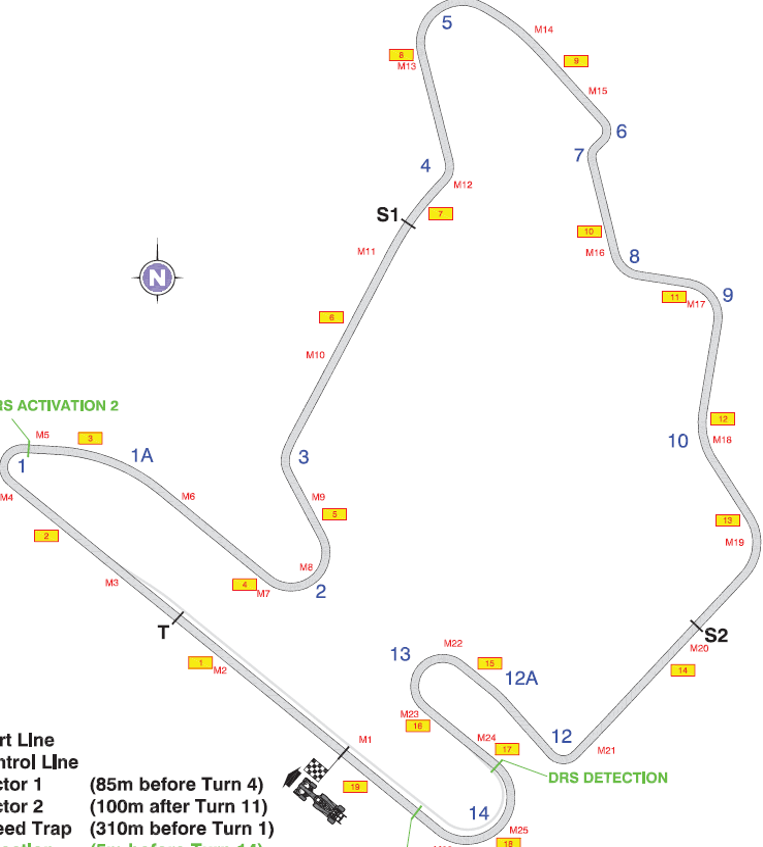 5
M14
8
9
M13
M15
6
7
4
M12
S1
7
M11
10
M16
8
N
11
M17
9
6
M10
RS ACTIVATION 2
M5
3
1A
12
M18
10
1
3
M4
M6
M9
5
13
2
M19
M3
4
M7
M8
2
T
S2
M20
M22
13
15
14
1
M2
12A
M23
16
M24
12
M21
M1
17
rt Line
ntrol Line
ctor 1 (85m before Turn 4)
ctor 2 (100m after Turn 11)
eed Trap (310m before Turn 1)
19
DRS DETECTION
14
M25
18